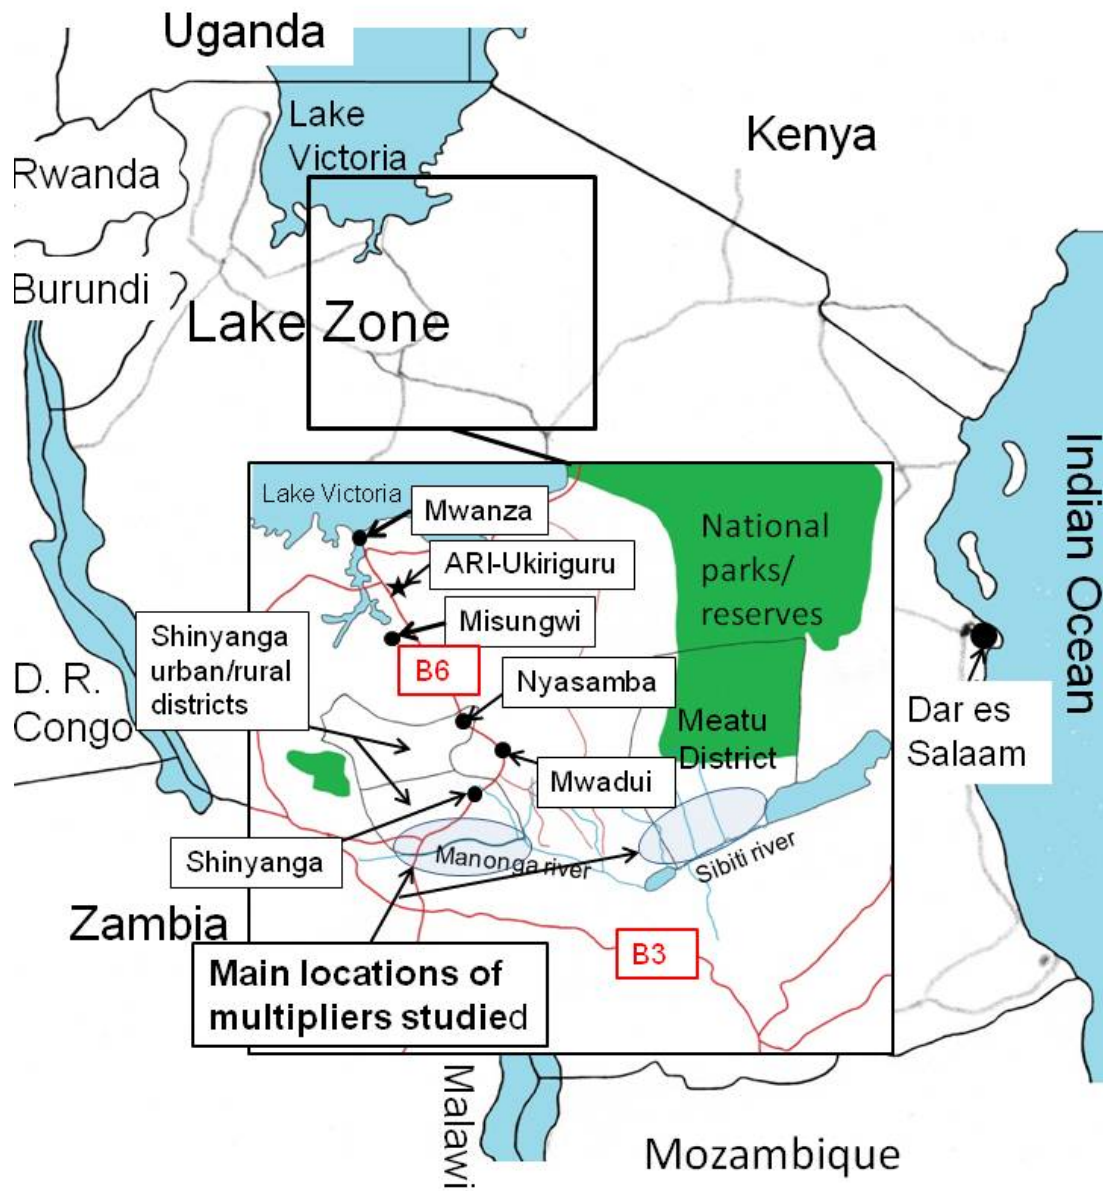 Uganda
Lake
Victoria
Kenya
Rwanda
Burundi
Lake Zone
Indian Ocean
Lake Victoria
Mwanza
National
parks/
reserves
ARI-Ukiriguru
Misungwi
Shinyanga
urban/rural
districts
B6
Nyasamba
D. R.
Congo
Meatu
District
Dar es
Salaam
Mwadui
Shinyanga
Manonga river
Sibiti river
Zambia
B3
Main locations of
multipliers studied
Malawi
Mozambique